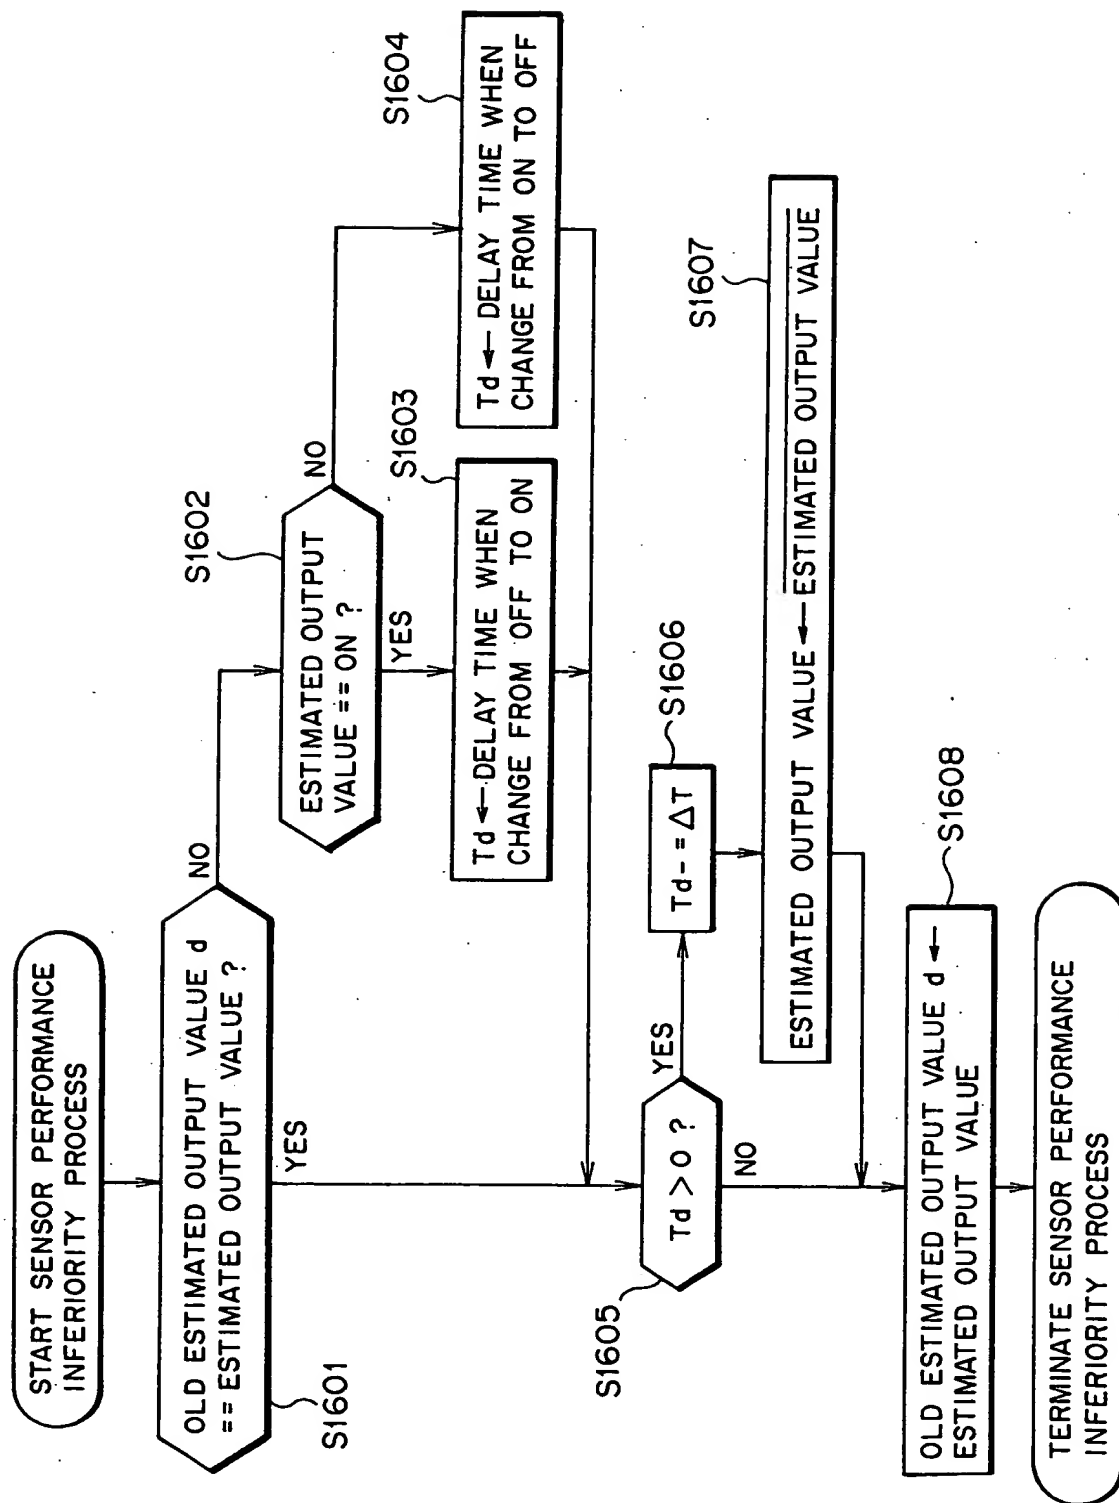 START SENSOR PERFORMANCE
INFERIORITY PROCESS
OLD ESTIMATED OUTPUT VALUE d
== ESTIMATED OUTPUT VALUE ?
S1601
NO
YES
S1602
ESTIMATED OUTPUT
VALUE == ON ?
NO
YES
S1603
Td ← DELAY TIME WHEN
CHANGE FROM OFF TO ON
S1604
Td ← DELAY TIME WHEN
CHANGE FROM ON TO OFF
S1605
Td > 0 ?
YES
NO
S1606
Td - = ΔT
S1607
ESTIMATED OUTPUT VALUE ← ESTIMATED OUTPUT VALUE
S1608
OLD ESTIMATED OUTPUT VALUE d ←
ESTIMATED OUTPUT VALUE
TERMINATE SENSOR PERFORMANCE
INFERIORITY PROCESS